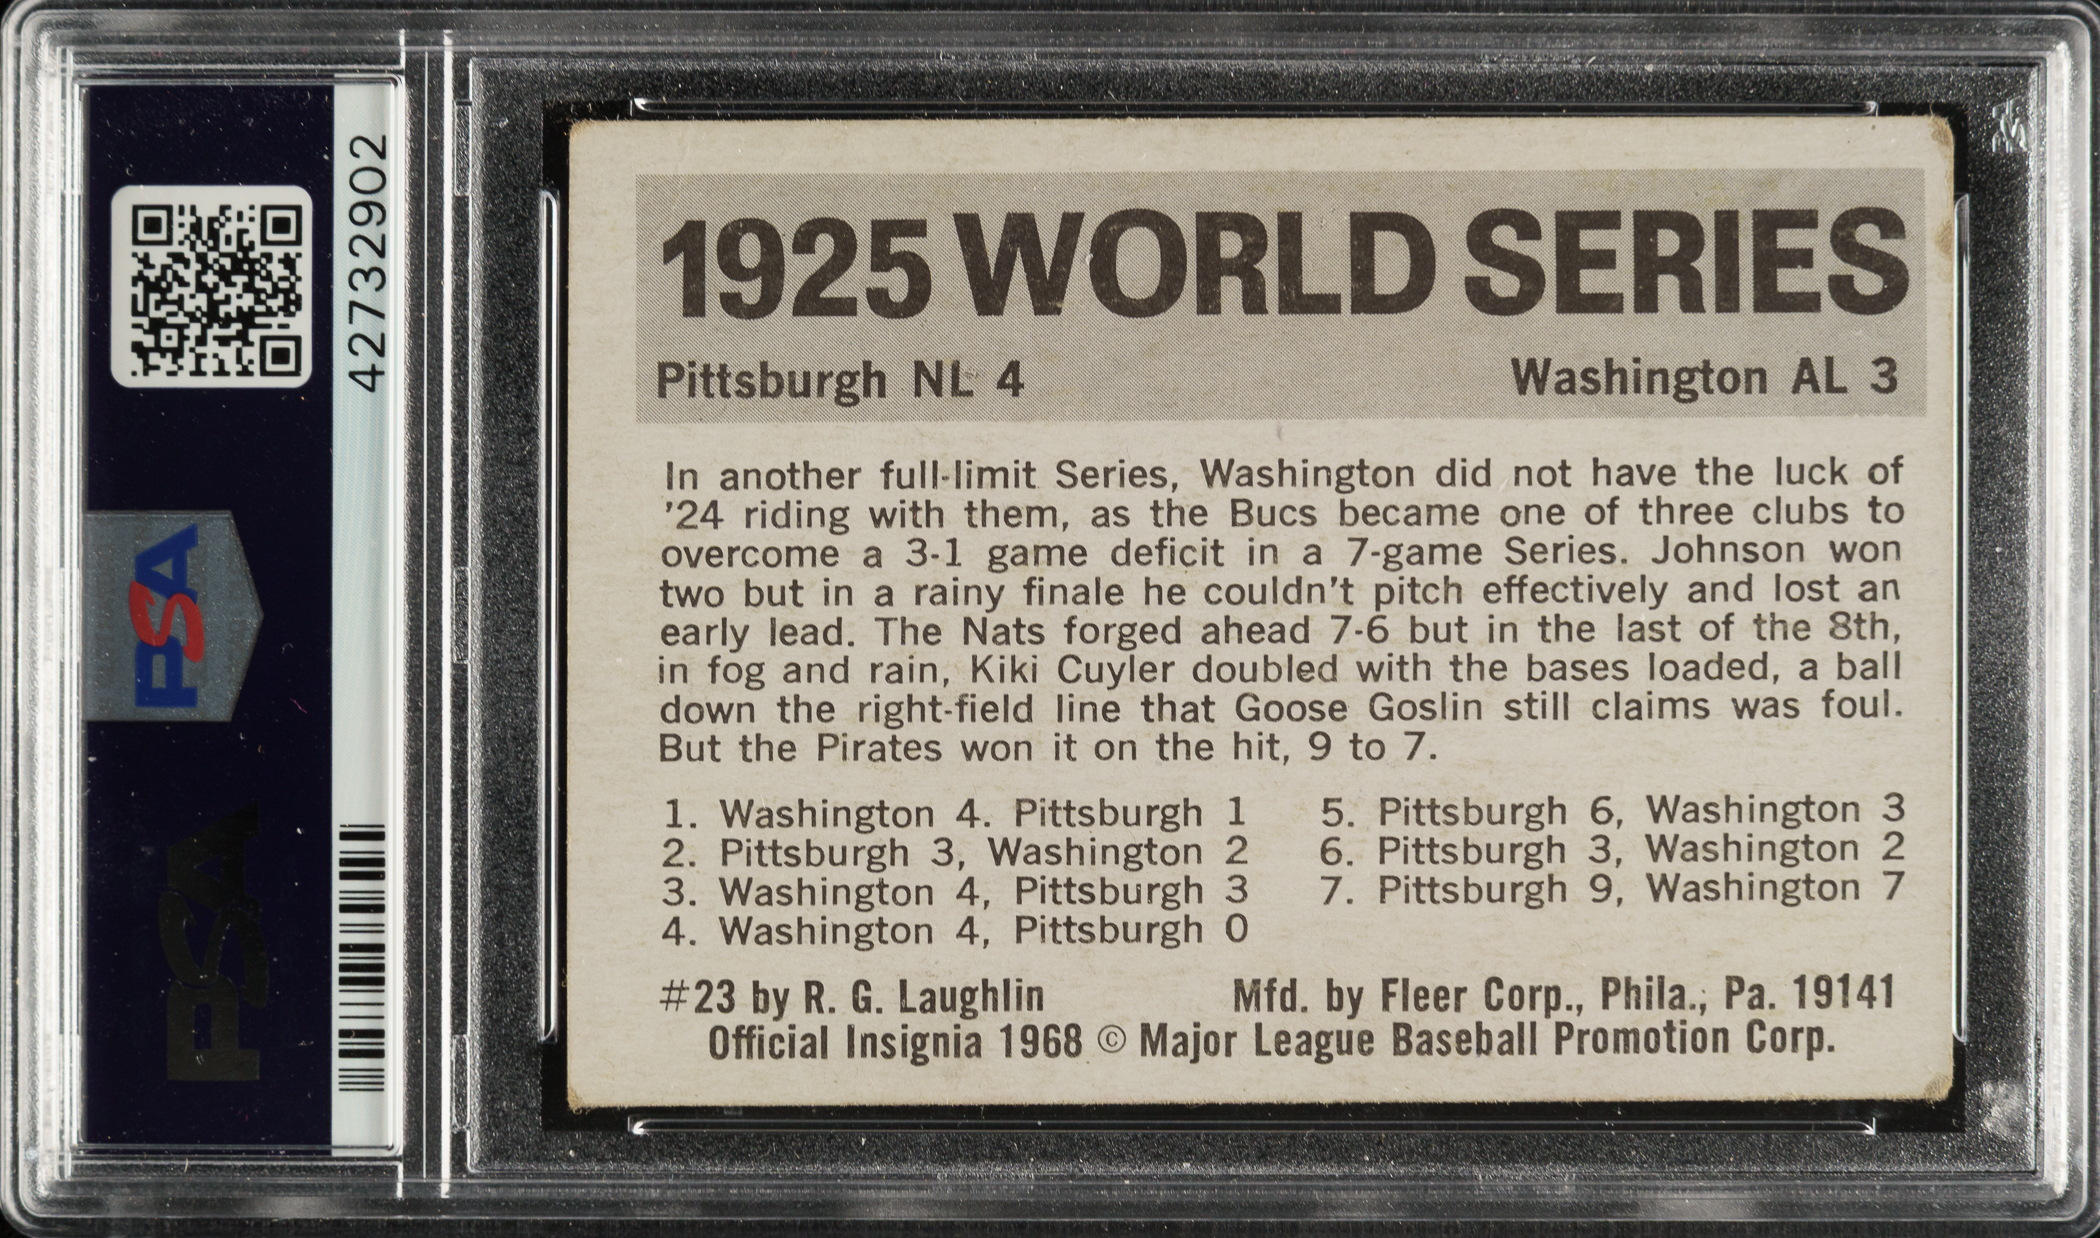 42732902
PSA
PSA
1925 WORLD SERIES
Pittsburgh NL 4
Washington AL 3
In another full-limit Series, Washington did not have the luck of
'24 riding with them, as the Bucs became one of three clubs to
overcome a 3-1 game deficit in a 7-game Series. Johnson won
two but in a rainy finale he couldn't pitch effectively and lost an
early lead. The Nats forged ahead 7-6 but in the last of the 8th,
in fog and rain, Kiki Cuyler doubled with the bases loaded, a ball
down the right-field line that Goose Goslin still claims was foul.
But the Pirates won it on the hit, 9 to 7.
1. Washington 4. Pittsburgh 1
2. Pittsburgh 3, Washington 2
3. Washington 4, Pittsburgh 3
4. Washington 4, Pittsburgh 0
5. Pittsburgh 6, Washington 3
6. Pittsburgh 3, Washington 2
7. Pittsburgh 9, Washington 7
#23 by R. G. Laughlin
Mfd. by Fleer Corp., Phila., Pa. 19141
Official Insignia 1968 © Major League Baseball Promotion Corp.